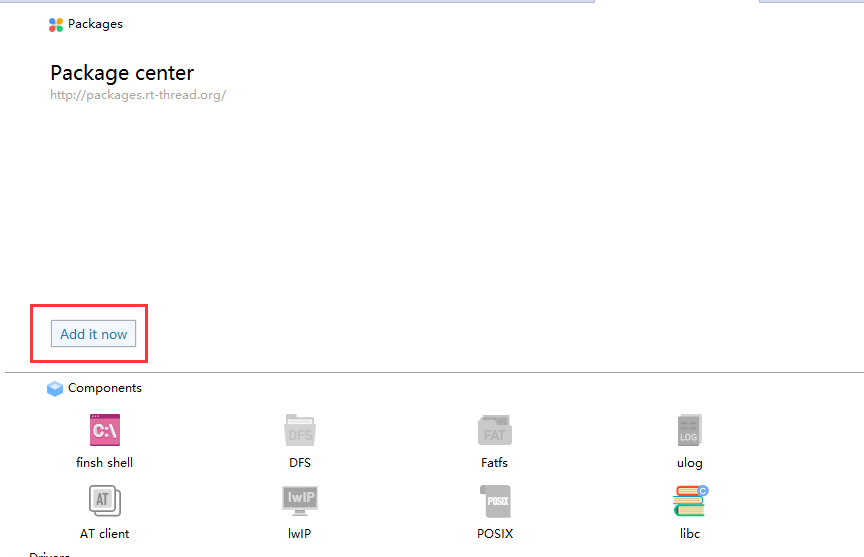 Packages
Package center
http://packages.rt-thread.org/
Add it now
Components
C:\
DFS
FAT
LOG
finsh shell
DFS
Fatfs
ulog
AT
lwIP
POSIX
C
AT client
lwIP
POSIX
libc
Drivers